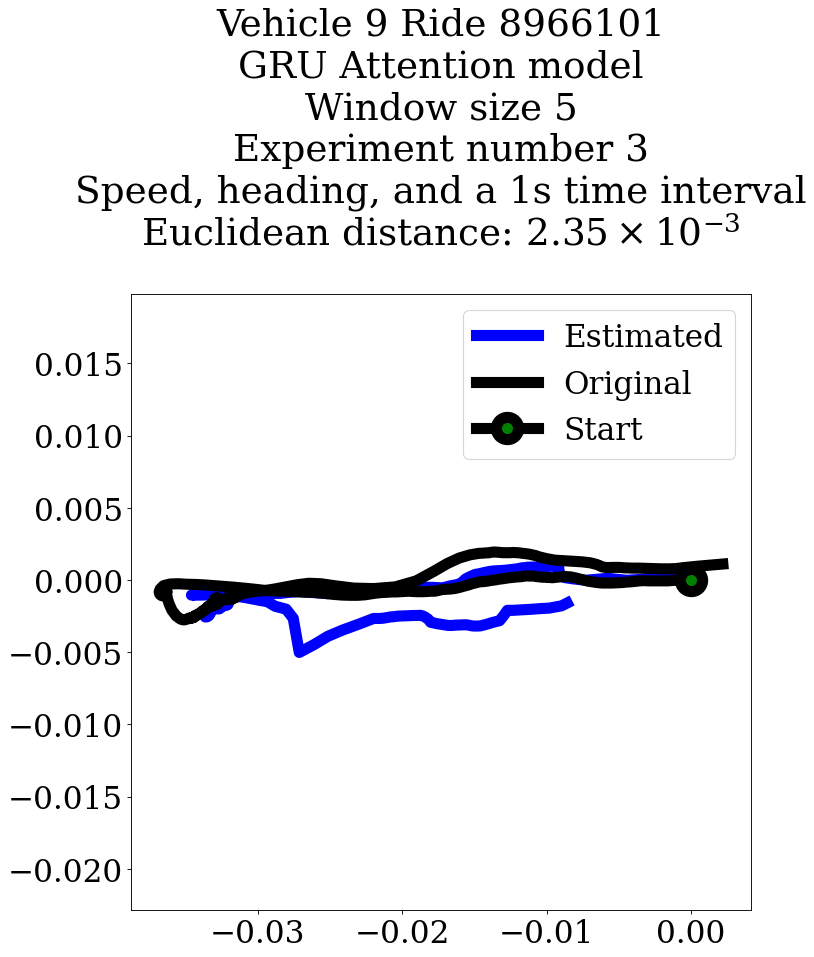 Vehicle 9 Ride 8966101
GRU Attention model
Window size 5
Experiment number 3
Speed, heading, and a 1s time interval
Euclidean distance: 2.35 × 10⁻³
Estimated
Original
Start
0.015
0.010
0.005
0.000
−0.005
−0.010
−0.015
−0.020
−0.03 −0.02 −0.01 0.00